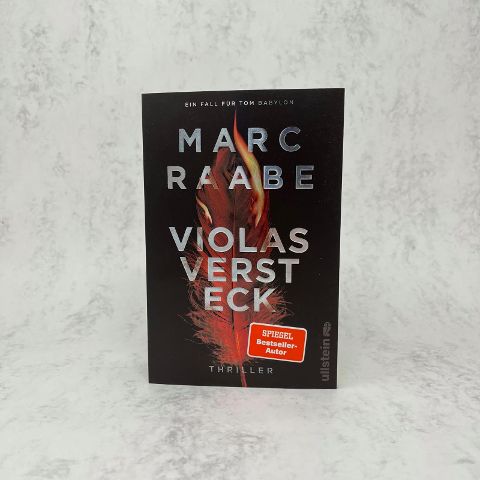 EIN FALL FÜR TOM BABYLON
MARC
RAABE
VIOLAS
VERST
ECK
SPIEGEL
Bestseller-
Autor
ullstein
THRILLER